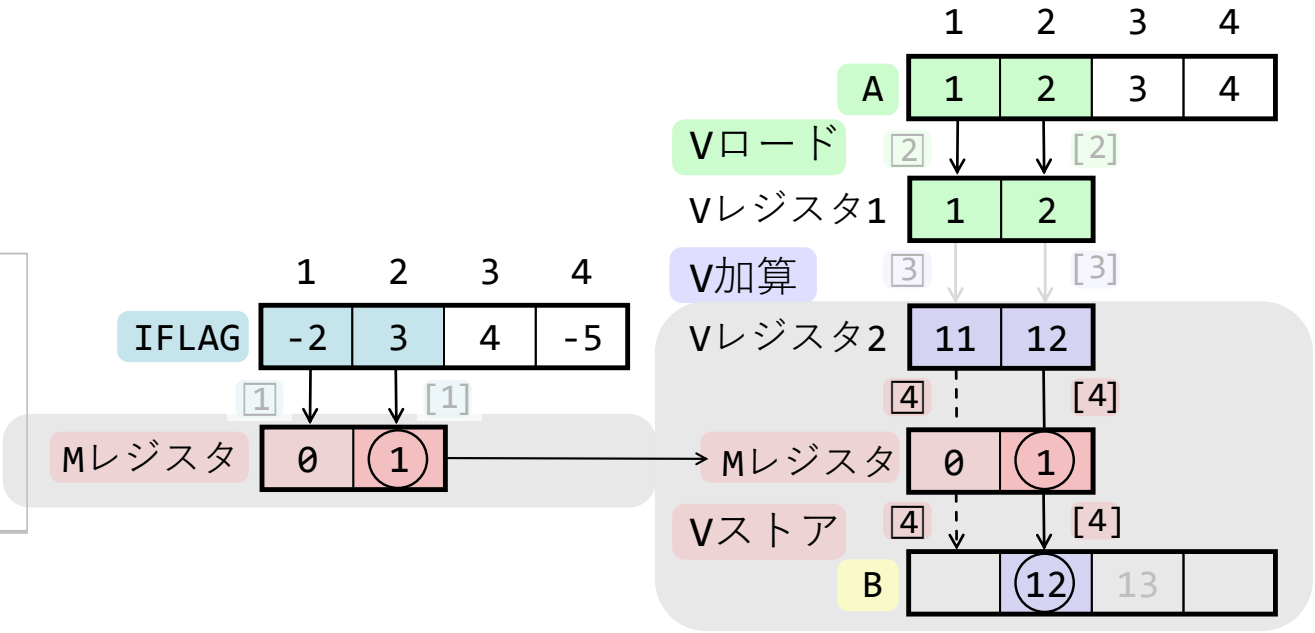 1 2 3 4
A 1 2 3 4
Vロード 2 [2]
Vレジスタ1 1 2
V加算 3 [3]
Vレジスタ2 11 12
4 [4]
Mレジスタ 0 1
Vストア 4 [4]
B 12 13
1 2 3 4
IFLAG -2 3 4 -5
1 [1]
Mレジスタ 0 1